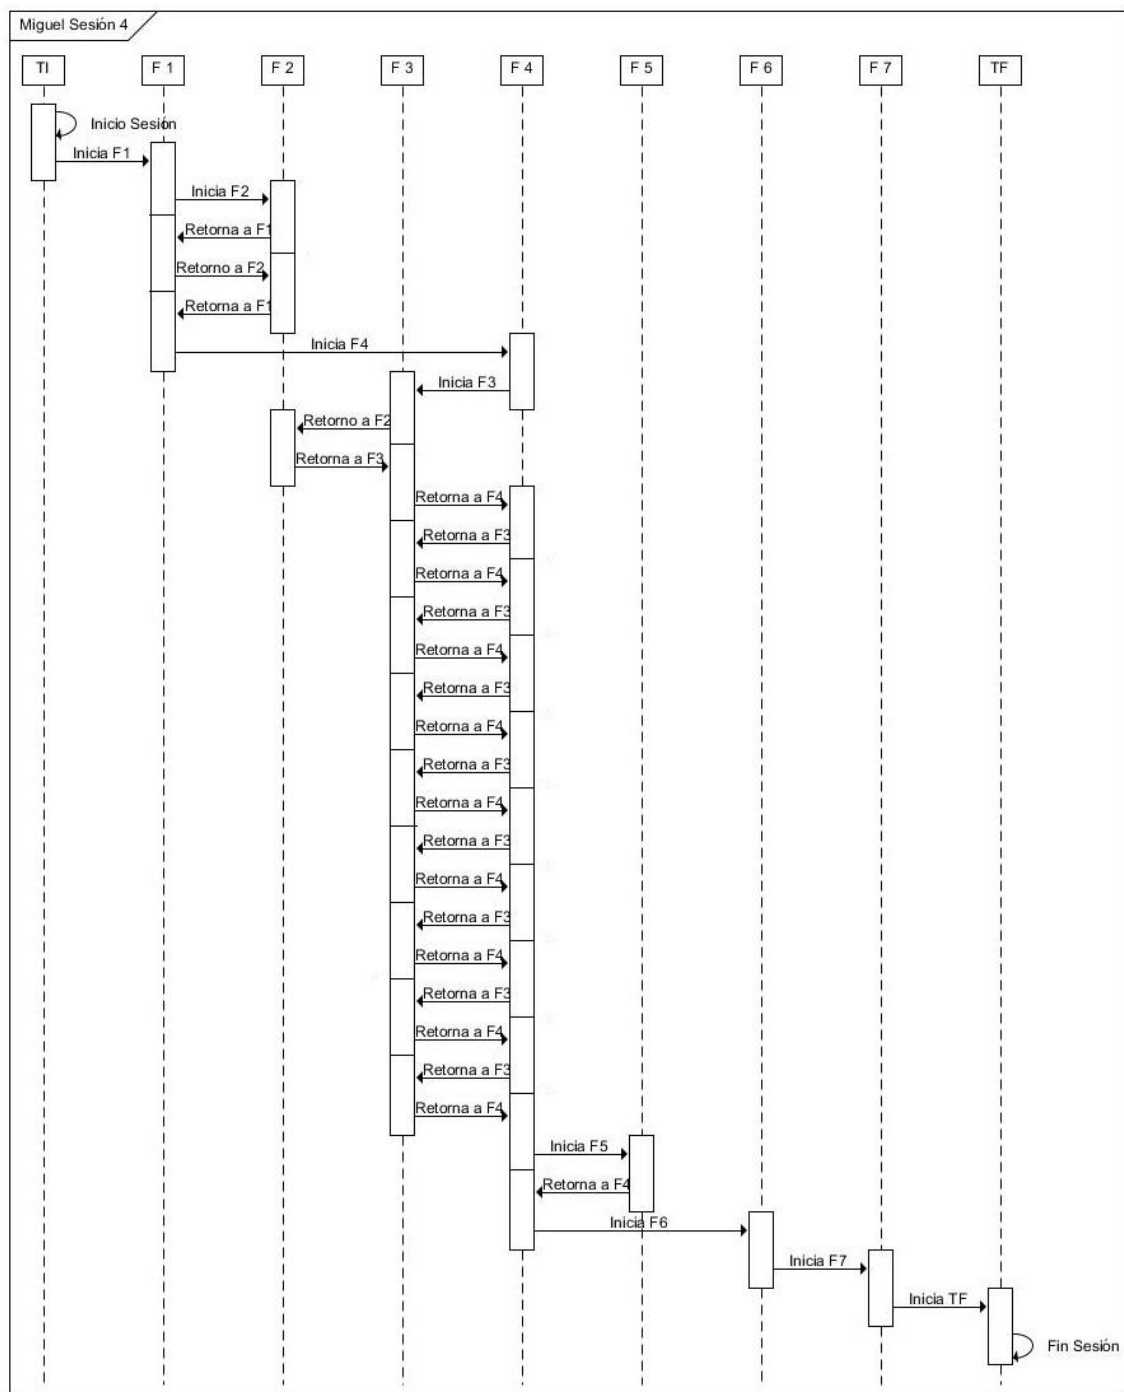 Miguel Sesión 4
TI
F 1
F 2
F 3
F 4
F 5
F 6
F 7
TF
Inicio Sesión
Inicia F1
Inicia F2
Retorna a F1
Retorno a F2
Retorna a F1
Inicia F4
Inicia F3
Retorno a F2
Retorna a F3
Retorna a F4
Retorna a F3
Retorna a F4
Retorna a F3
Retorna a F4
Retorna a F3
Retorna a F4
Retorna a F3
Retorna a F4
Retorna a F3
Retorna a F4
Retorna a F3
Retorna a F4
Retorna a F3
Retorna a F4
Retorna a F3
Retorna a F4
Inicia F5
Retorna a F4
Inicia F6
Inicia F7
Inicia TF
Fin Sesión